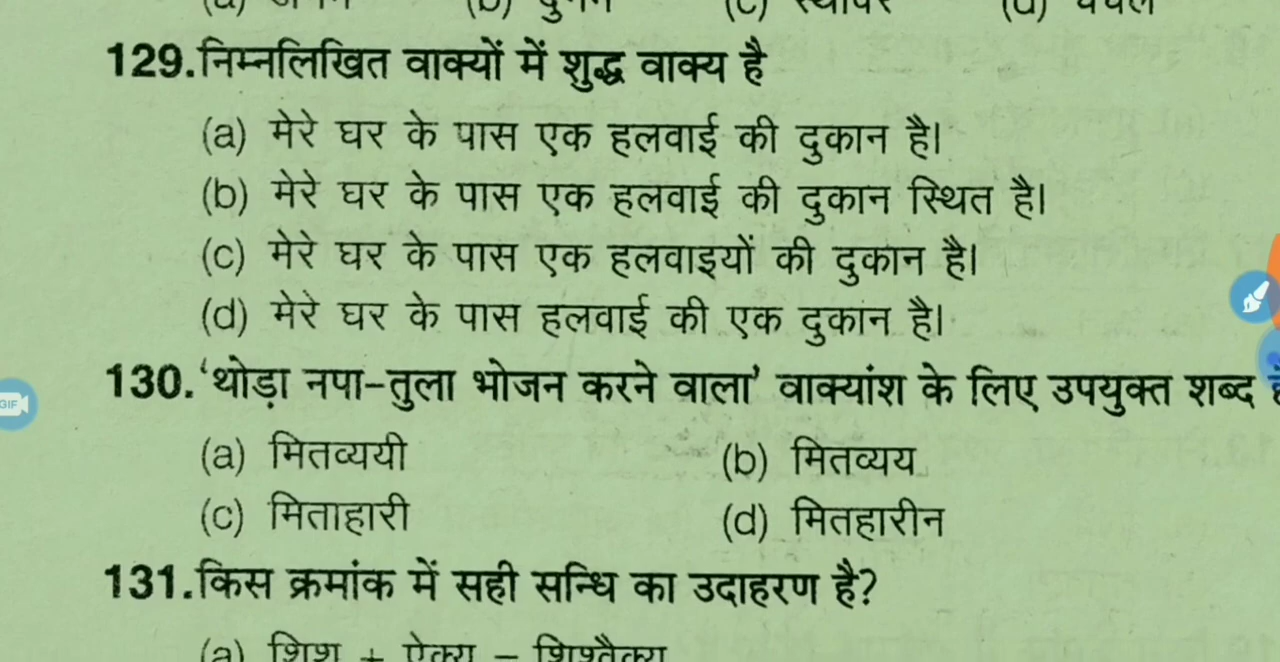 129. निम्नलिखित वाक्यों में शुद्ध वाक्य है
(a) मेरे घर के पास एक हलवाई की दुकान है।
(b) मेरे घर के पास एक हलवाई की दुकान स्थित है।
(c) मेरे घर के पास एक हलवाइयों की दुकान है।
(d) मेरे घर के पास हलवाई की एक दुकान है।
130. 'थोड़ा नपा-तुला भोजन करने वाला' वाक्यांश के लिए उपयुक्त शब्द
(a) मितव्ययी (b) मितव्यय
(c) मिताहारी (d) मितहारीन
131. किस क्रमांक में सही सन्धि का उदाहरण है?
GIF